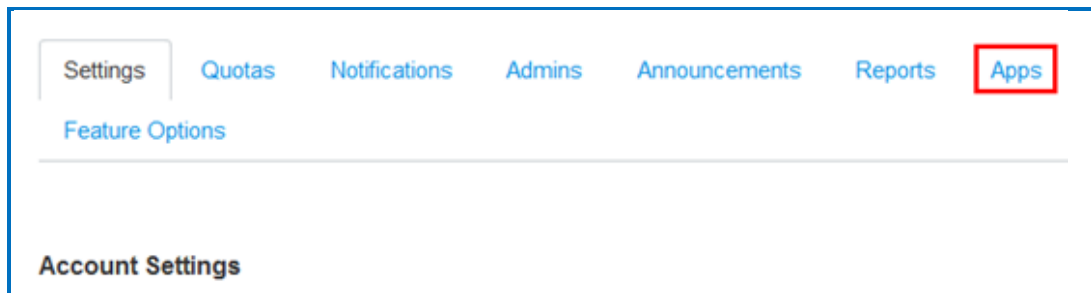 Settings Quotas Notifications Admins Announcements Reports Apps
Feature Options
Account Settings